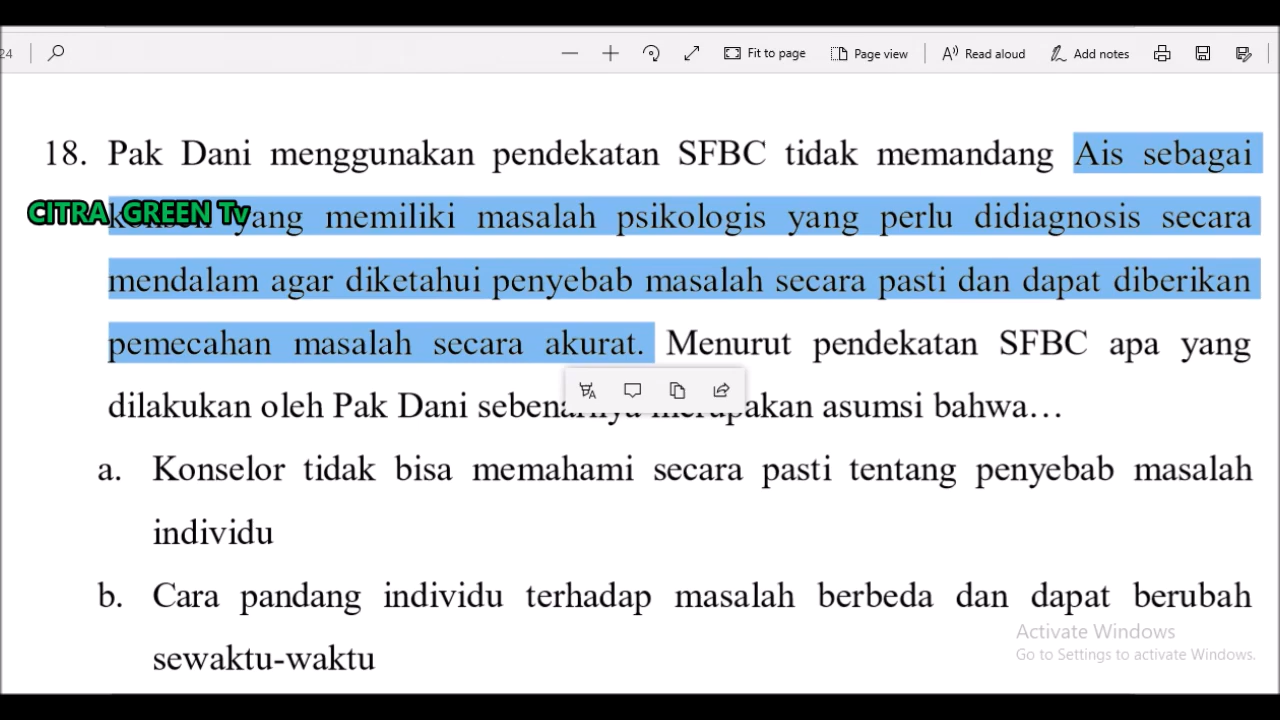 24
Fit to page
Page view
Read aloud
Add notes
18. Pak Dani menggunakan pendekatan SFBC tidak memandang Ais sebagai
CITRA GREEN Tv
yang memiliki masalah psikologis yang perlu didiagnosis secara
mendalam agar diketahui penyebab masalah secara pasti dan dapat diberikan
pemecahan masalah secara akurat. Menurut pendekatan SFBC apa yang
dilakukan oleh Pak Dani sebenarnya merupakan asumsi bahwa…
a. Konselor tidak bisa memahami secara pasti tentang penyebab masalah
individu
b. Cara pandang individu terhadap masalah berbeda dan dapat berubah
sewaktu-waktu
Activate Windows
Go to Settings to activate Windows.